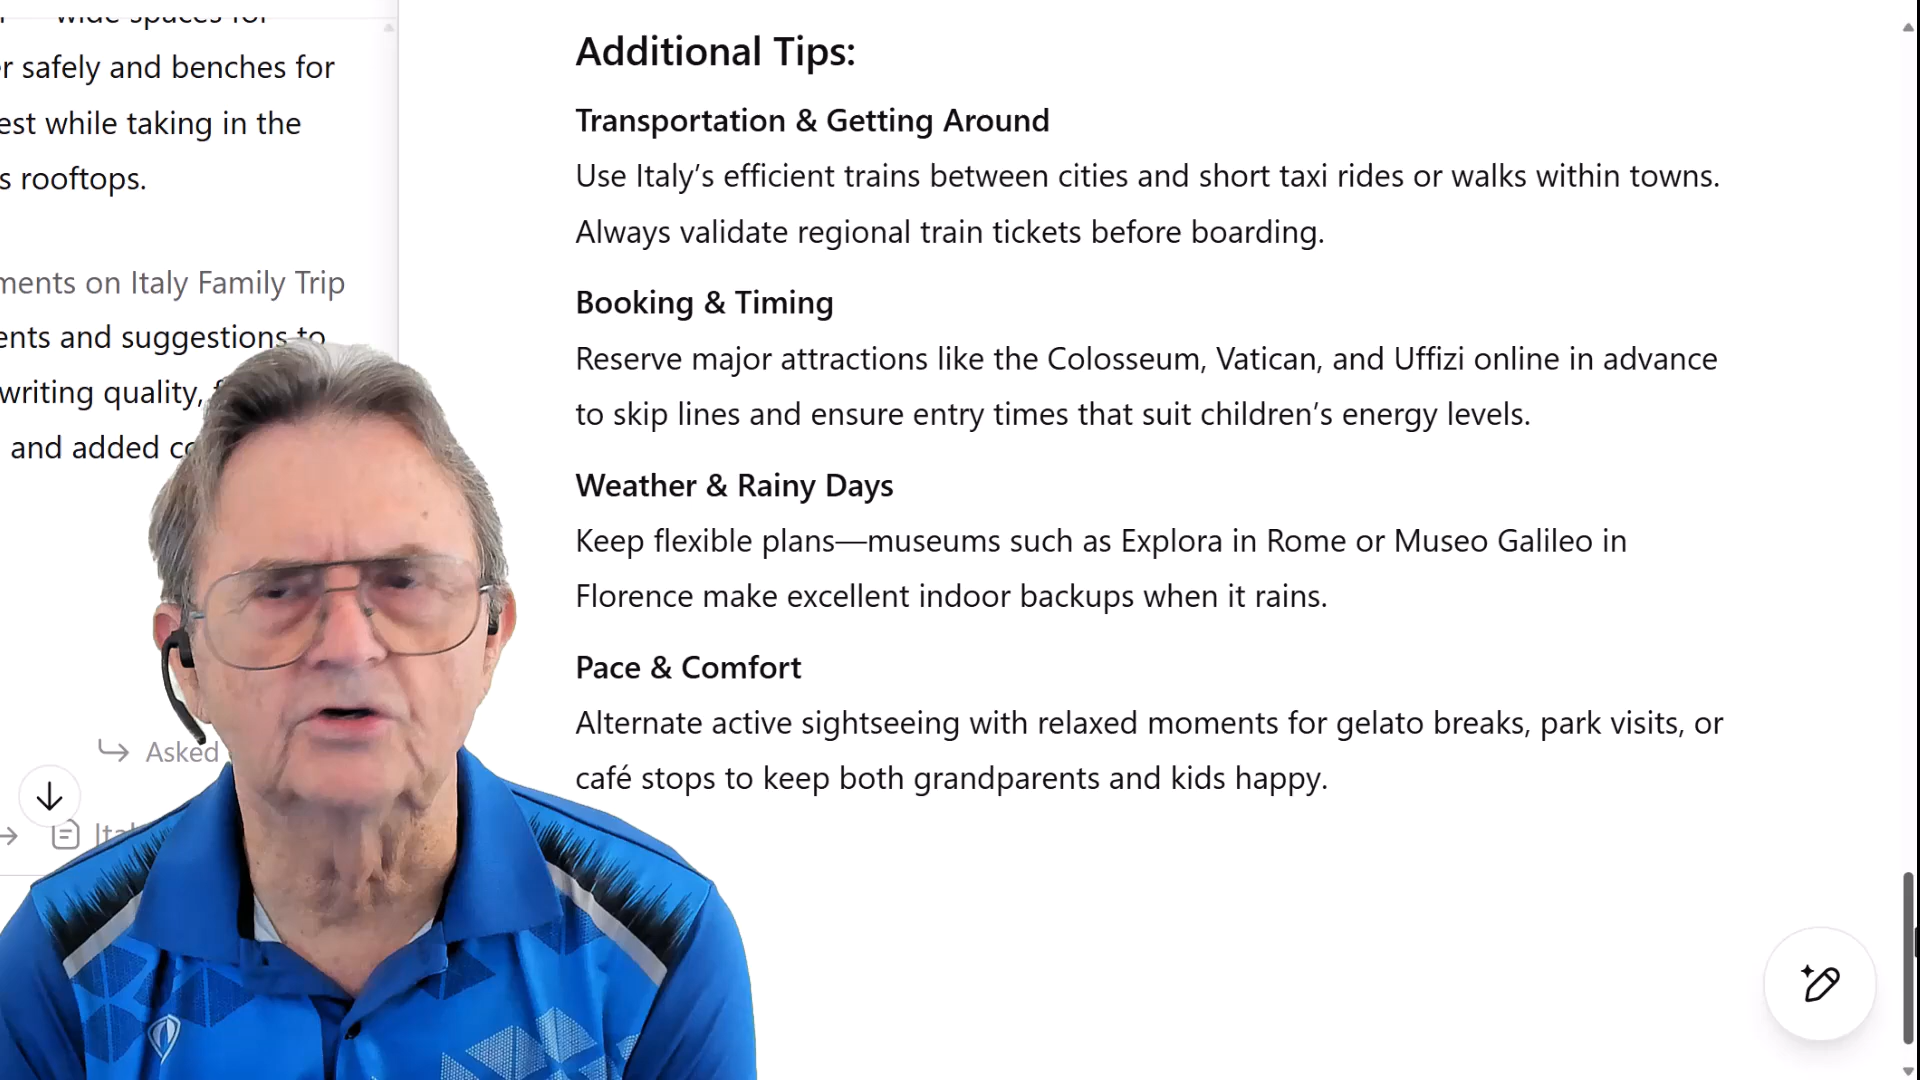 wide spaces for
r safely and benches for
est while taking in the
s rooftops.
ments on Italy Family Trip
ents and suggestions to
writing quality,
and added
Asked
Additional Tips:
Transportation & Getting Around
Use Italy’s efficient trains between cities and short taxi rides or walks within towns.
Always validate regional train tickets before boarding.
Booking & Timing
Reserve major attractions like the Colosseum, Vatican, and Uffizi online in advance
to skip lines and ensure entry times that suit children’s energy levels.
Weather & Rainy Days
Keep flexible plans—museums such as Explora in Rome or Museo Galileo in
Florence make excellent indoor backups when it rains.
Pace & Comfort
Alternate active sightseeing with relaxed moments for gelato breaks, park visits, or
café stops to keep both grandparents and kids happy.